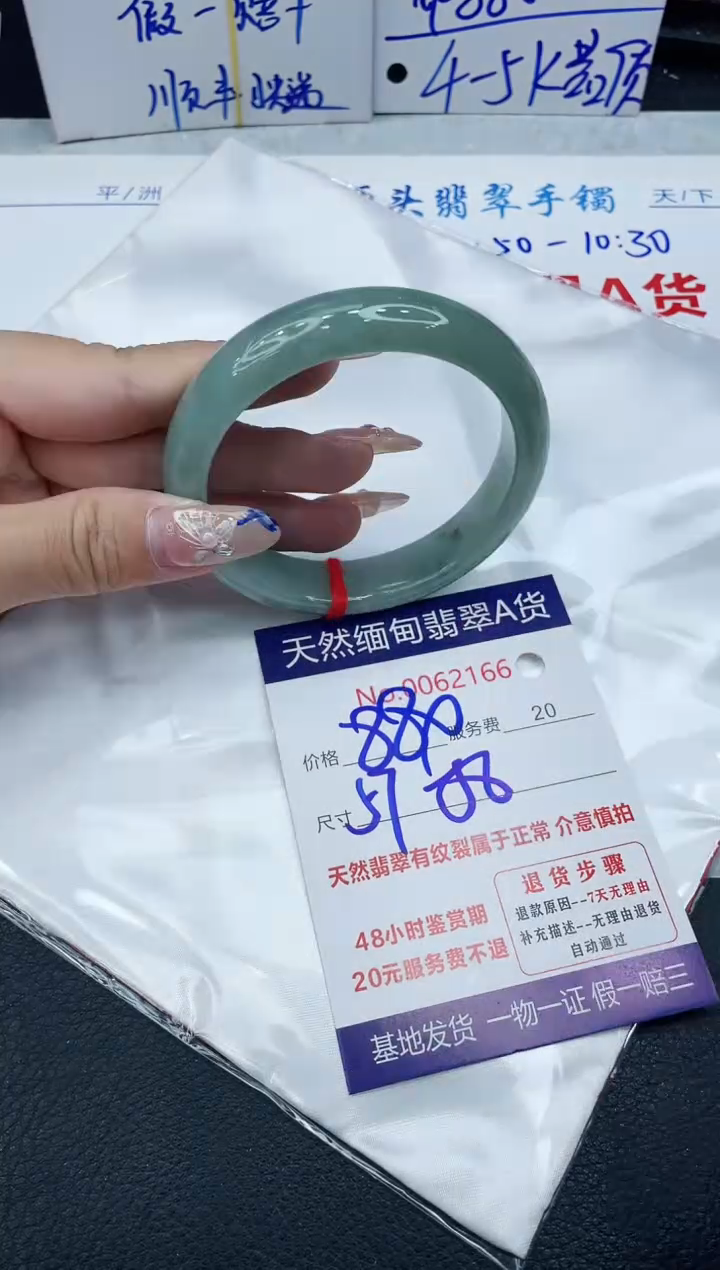 假一赔十
顺丰快递
4-5K品质
平/洲
头翡翠手镯
天/下
50-10:30
翠A货
天然缅甸翡翠A货
No.0062166
价格 880 服务费 20
尺寸 57 08
天然翡翠有纹裂属于正常 介意慎拍
48小时鉴赏期
20元服务费不退
退货步骤
退款原因--7天无理由
补充描述--无理由退货
自动通过
基地发货 一物一证 假一赔三